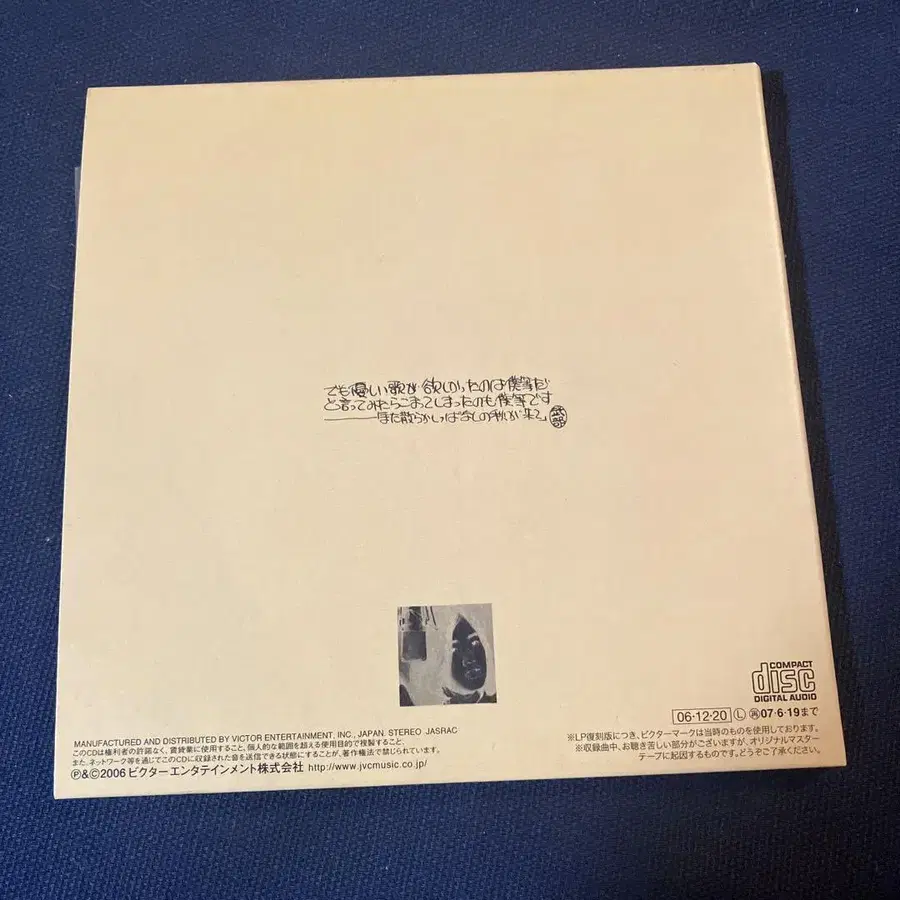 でも優しい歌が欲しかったのは僕等だ
と言ってみたらこまってしまったのも僕等です
――また散らかしっぱなしの秋が来て
COMPACT
disc
DIGITAL AUDIO
06・12・20 Ⓛ 07・6・19まで
MANUFACTURED AND DISTRIBUTED BY VICTOR ENTERTAINMENT, INC., JAPAN. STEREO JASRAC
このCDは権利者の許諾なく、賃貸業に使用すること、個人的な範囲を超える使用目的で複製すること、
また、ネットワーク等を通じてこのCDに収録された音を送信できる状態にすることが、著作権法で禁じられています。
Ⓟ&©2006 ビクターエンタテインメント株式会社 http://www.jvcmusic.co.jp/
※LP復刻版につき、ビクターマークは当時のものを使用しております。
※収録曲中、お聴き苦しい部分がございますが、オリジナルマスター
テープに起因するものです。どうぞご了承ください。